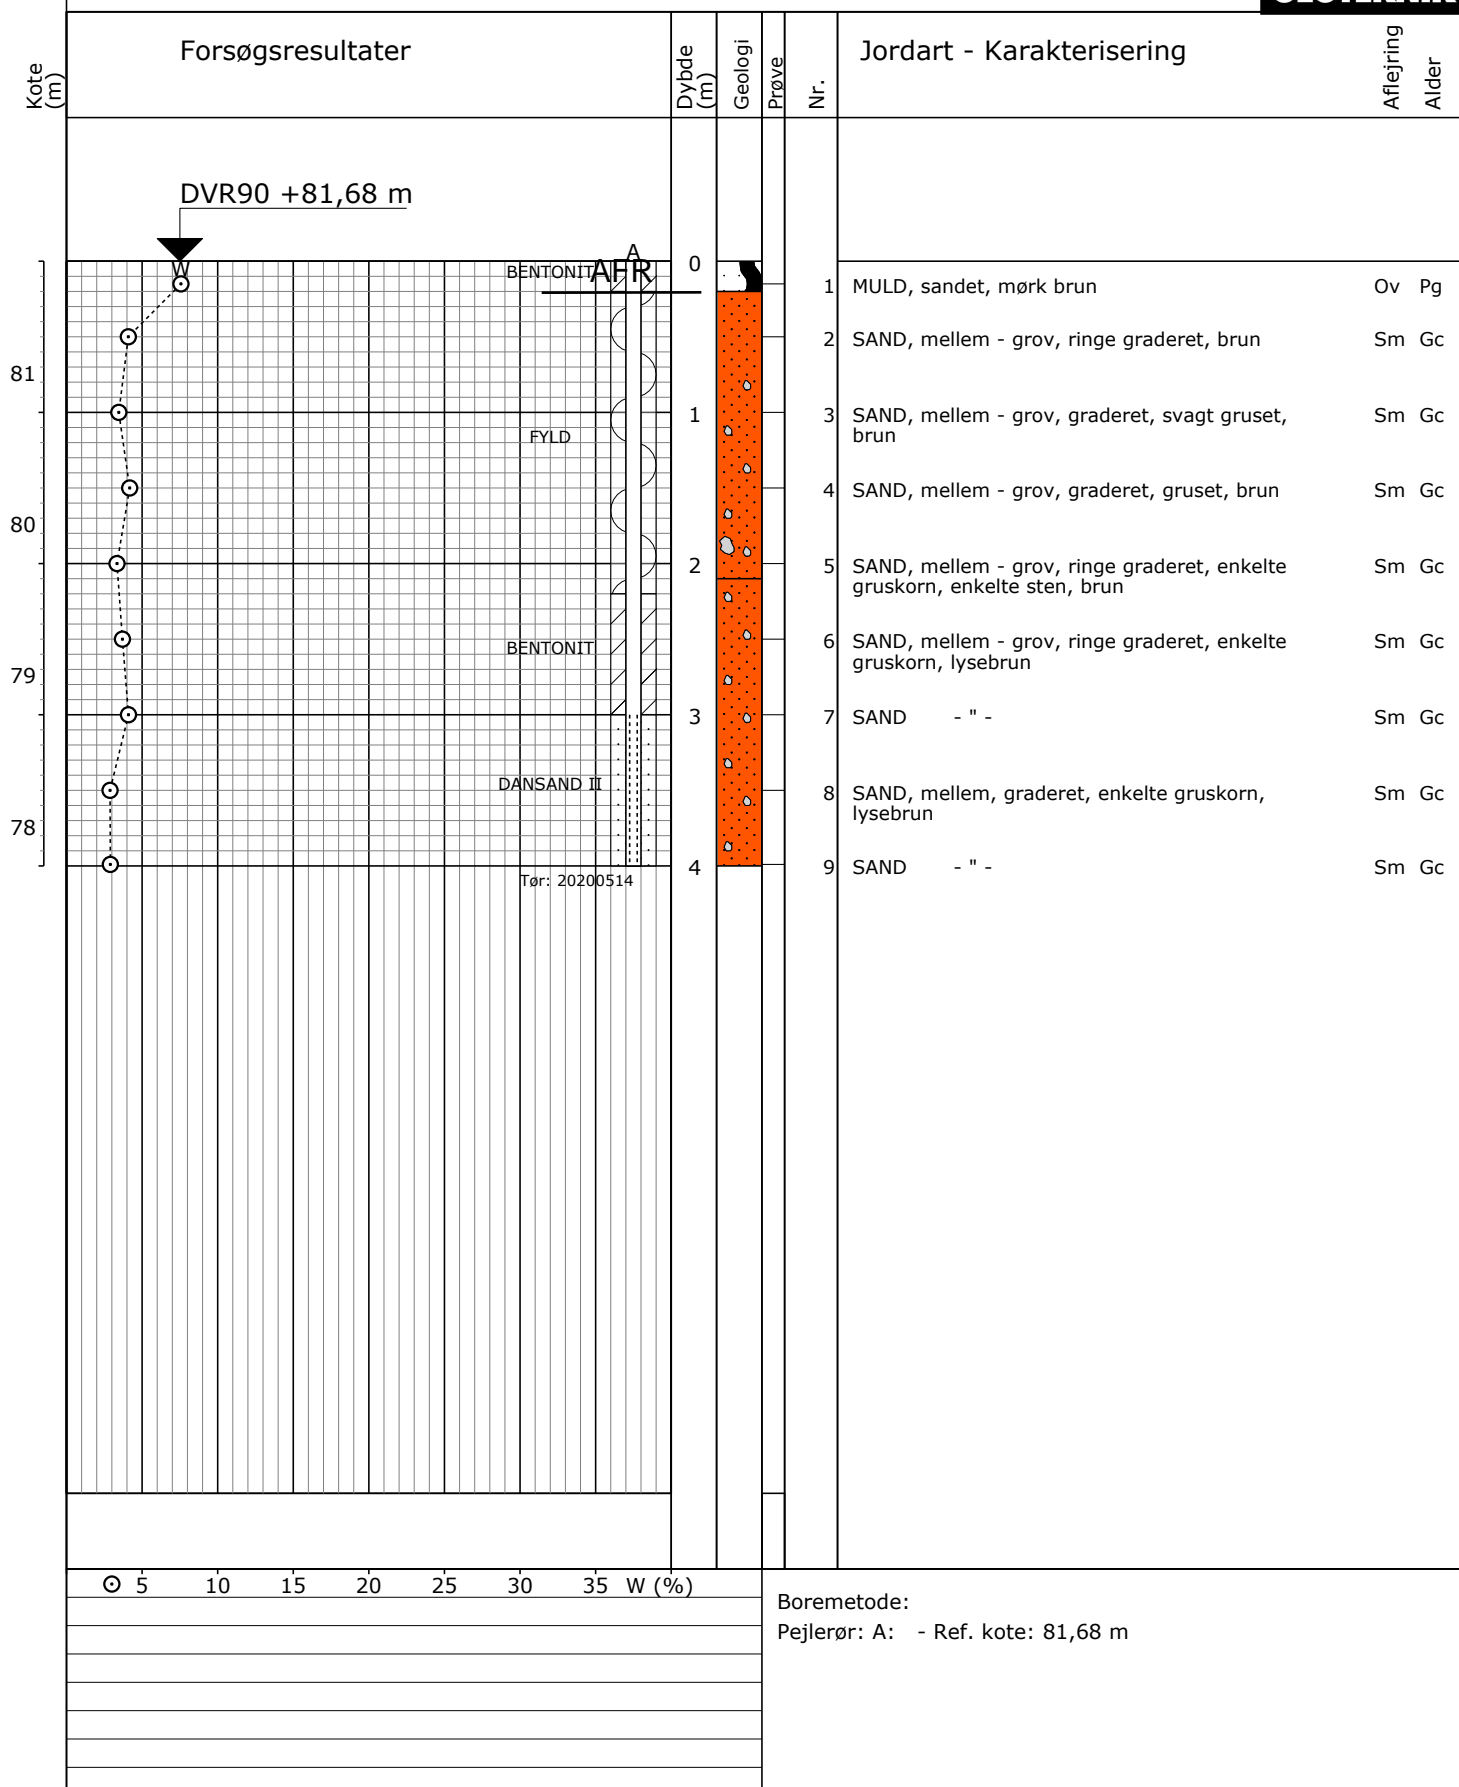 Kote (m)
Forsøgsresultater
Dybde (m)
Geologi
Prøve
Nr.
Jordart - Karakterisering
Aflejring
Alder
DVR90 +81,68 m
A
W
BENTONIT
AFR
0
1 MULD, sandet, mørk brun Ov Pg
2 SAND, mellem - grov, ringe graderet, brun Sm Gc
81
1
3 SAND, mellem - grov, graderet, svagt gruset, Sm Gc
brun
FYLD
4 SAND, mellem - grov, graderet, gruset, brun Sm Gc
80
2
5 SAND, mellem - grov, ringe graderet, enkelte Sm Gc
gruskorn, enkelte sten, brun
BENTONIT
6 SAND, mellem - grov, ringe graderet, enkelte Sm Gc
gruskorn, lysebrun
79
3
7 SAND - " - Sm Gc
DANSAND II
8 SAND, mellem, graderet, enkelte gruskorn, Sm Gc
lysebrun
78
4
9 SAND - " - Sm Gc
Tør: 20200514
5 10 15 20 25 30 35 W (%)
Boremetode:
Pejlerør: A: - Ref. kote: 81,68 m